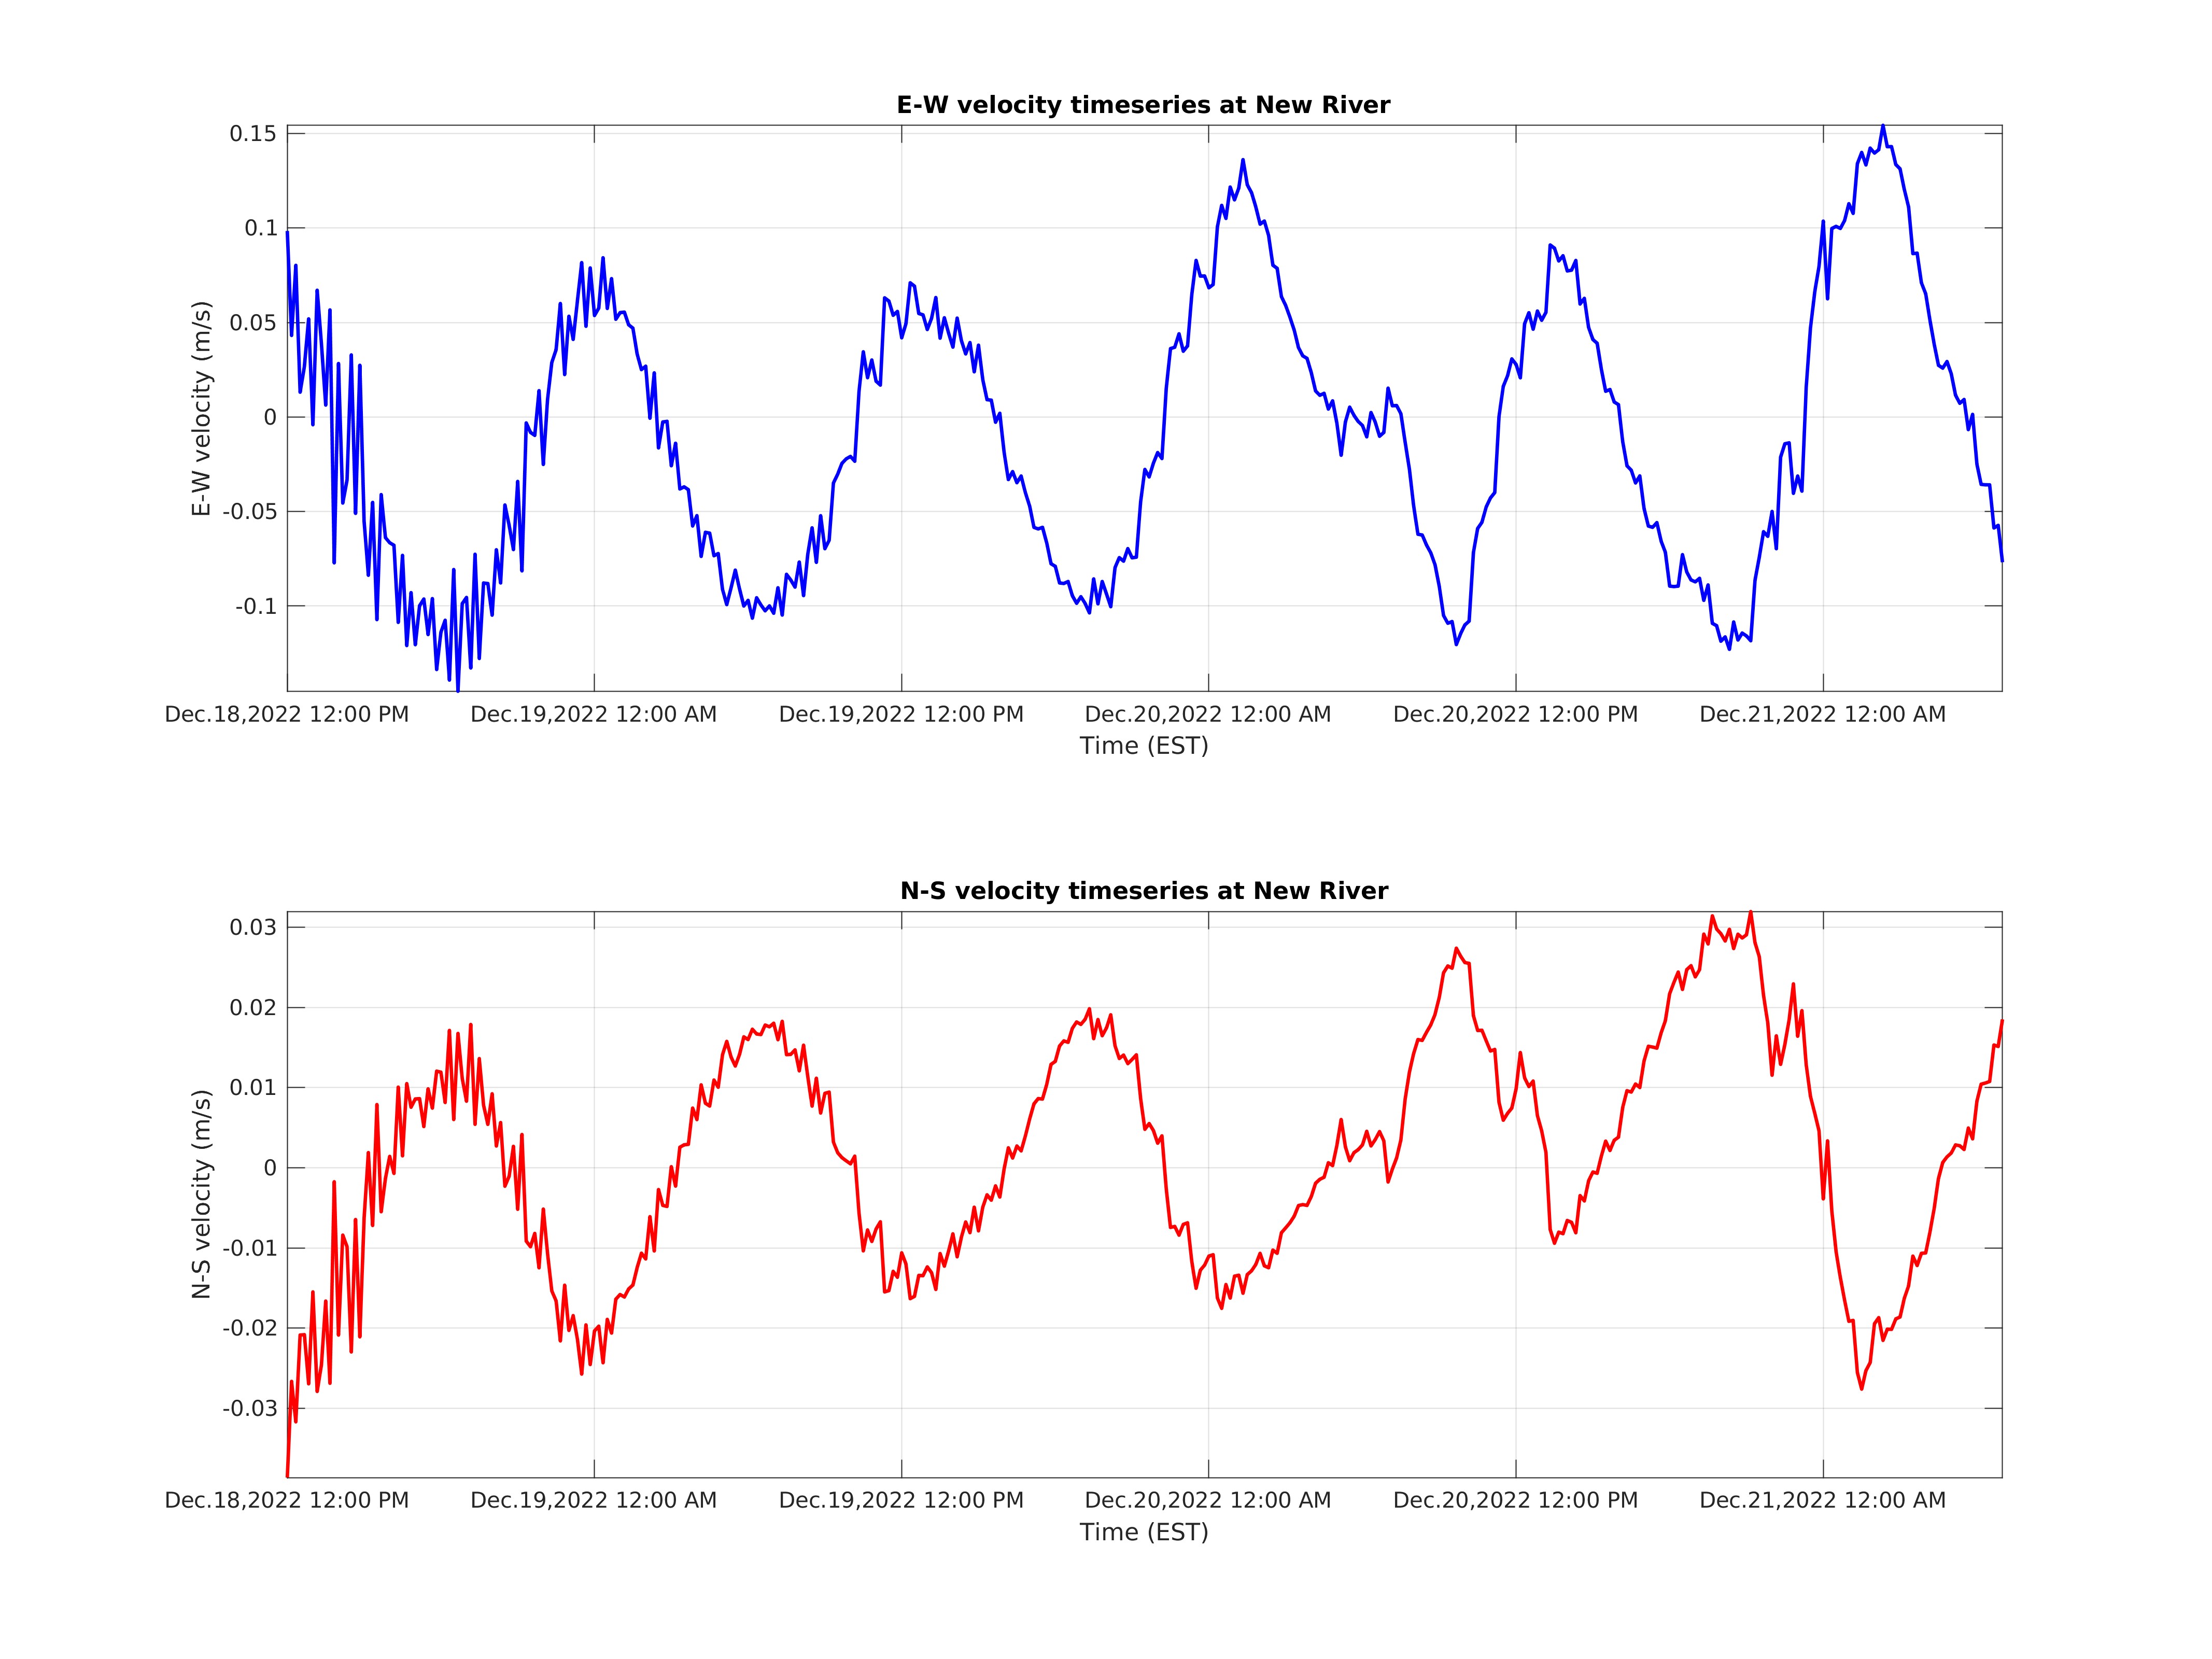 E-W velocity timeseries at New River
E-W velocity (m/s)
0.15
0.1
0.05
0
-0.05
-0.1
Dec.18,2022 12:00 PM Dec.19,2022 12:00 AM Dec.19,2022 12:00 PM Dec.20,2022 12:00 AM Dec.20,2022 12:00 PM Dec.21,2022 12:00 AM
Time (EST)
N-S velocity timeseries at New River
N-S velocity (m/s)
0.03
0.02
0.01
0
-0.01
-0.02
-0.03
Dec.18,2022 12:00 PM Dec.19,2022 12:00 AM Dec.19,2022 12:00 PM Dec.20,2022 12:00 AM Dec.20,2022 12:00 PM Dec.21,2022 12:00 AM
Time (EST)